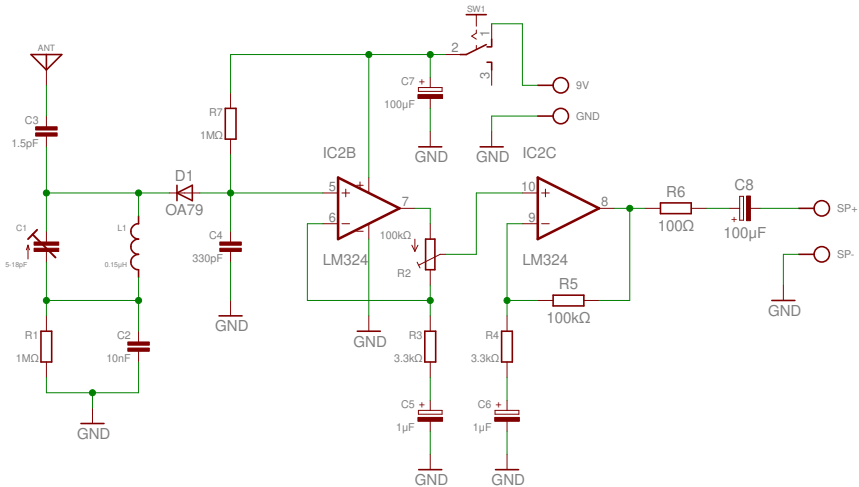 SW1
ANT
2
1
3
9V
GND
C3
1.5pF
R7
1MΩ
C7
+
100µF
GND
GND
IC2B
IC2C
D1
OA79
5
+
6
−
7
+
−
LM324
10
+
9
−
8
LM324
C1
5-18pF
L1
0.15µH
C4
330pF
GND
100kΩ
R2
GND
R6
100Ω
C8
+
100µF
SP+
SP-
GND
R5
100kΩ
R1
1MΩ
C2
10nF
GND
R3
3.3kΩ
R4
3.3kΩ
C5
+
1µF
GND
C6
+
1µF
GND